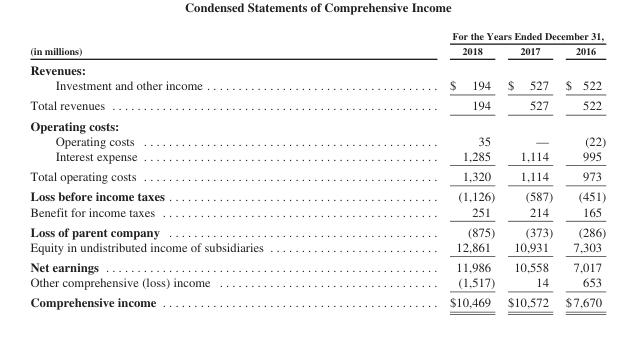 Condensed Statements of Comprehensive Income
For the Years Ended December 31,
(in millions) 2018 2017 2016
Revenues:
Investment and other income . . . . . . . . . . . . . . . . . . . . . . . . . . . . . . . . . . . . . $ 194 $ 527 $ 522
Total revenues . . . . . . . . . . . . . . . . . . . . . . . . . . . . . . . . . . . . . . . . . . . . . . . . . . . . 194 527 522
Operating costs:
Operating costs . . . . . . . . . . . . . . . . . . . . . . . . . . . . . . . . . . . . . . . . . . . . . . . 35 — (22)
Interest expense . . . . . . . . . . . . . . . . . . . . . . . . . . . . . . . . . . . . . . . . . . . . . . . 1,285 1,114 995
Total operating costs . . . . . . . . . . . . . . . . . . . . . . . . . . . . . . . . . . . . . . . . . . . . . . . 1,320 1,114 973
Loss before income taxes . . . . . . . . . . . . . . . . . . . . . . . . . . . . . . . . . . . . . . . . . . . (1,126) (587) (451)
Benefit for income taxes . . . . . . . . . . . . . . . . . . . . . . . . . . . . . . . . . . . . . . . . . . . . 251 214 165
Loss of parent company . . . . . . . . . . . . . . . . . . . . . . . . . . . . . . . . . . . . . . . . . . . (875) (373) (286)
Equity in undistributed income of subsidiaries . . . . . . . . . . . . . . . . . . . . . . . . . . . 12,861 10,931 7,303
Net earnings . . . . . . . . . . . . . . . . . . . . . . . . . . . . . . . . . . . . . . . . . . . . . . . . . . . . . 11,986 10,558 7,017
Other comprehensive (loss) income . . . . . . . . . . . . . . . . . . . . . . . . . . . . . . . . . . . (1,517) 14 653
Comprehensive income . . . . . . . . . . . . . . . . . . . . . . . . . . . . . . . . . . . . . . . . . . . . $10,469 $10,572 $7,670